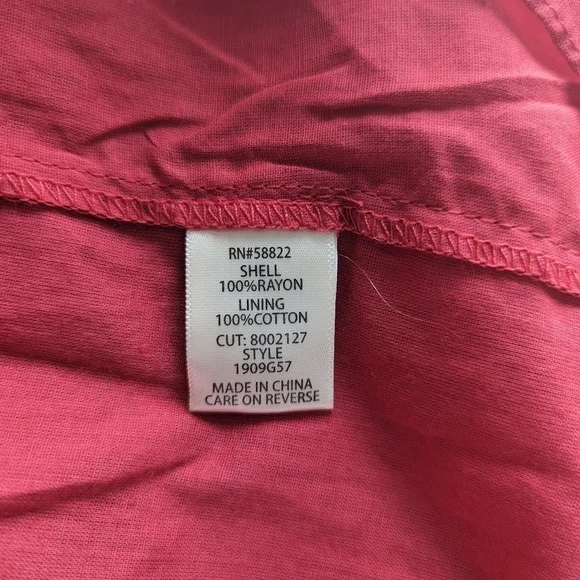 RN#58822
SHELL
100%RAYON
LINING
100%COTTON
CUT: 8002127
STYLE
1909G57
MADE IN CHINA
CARE ON REVERSE